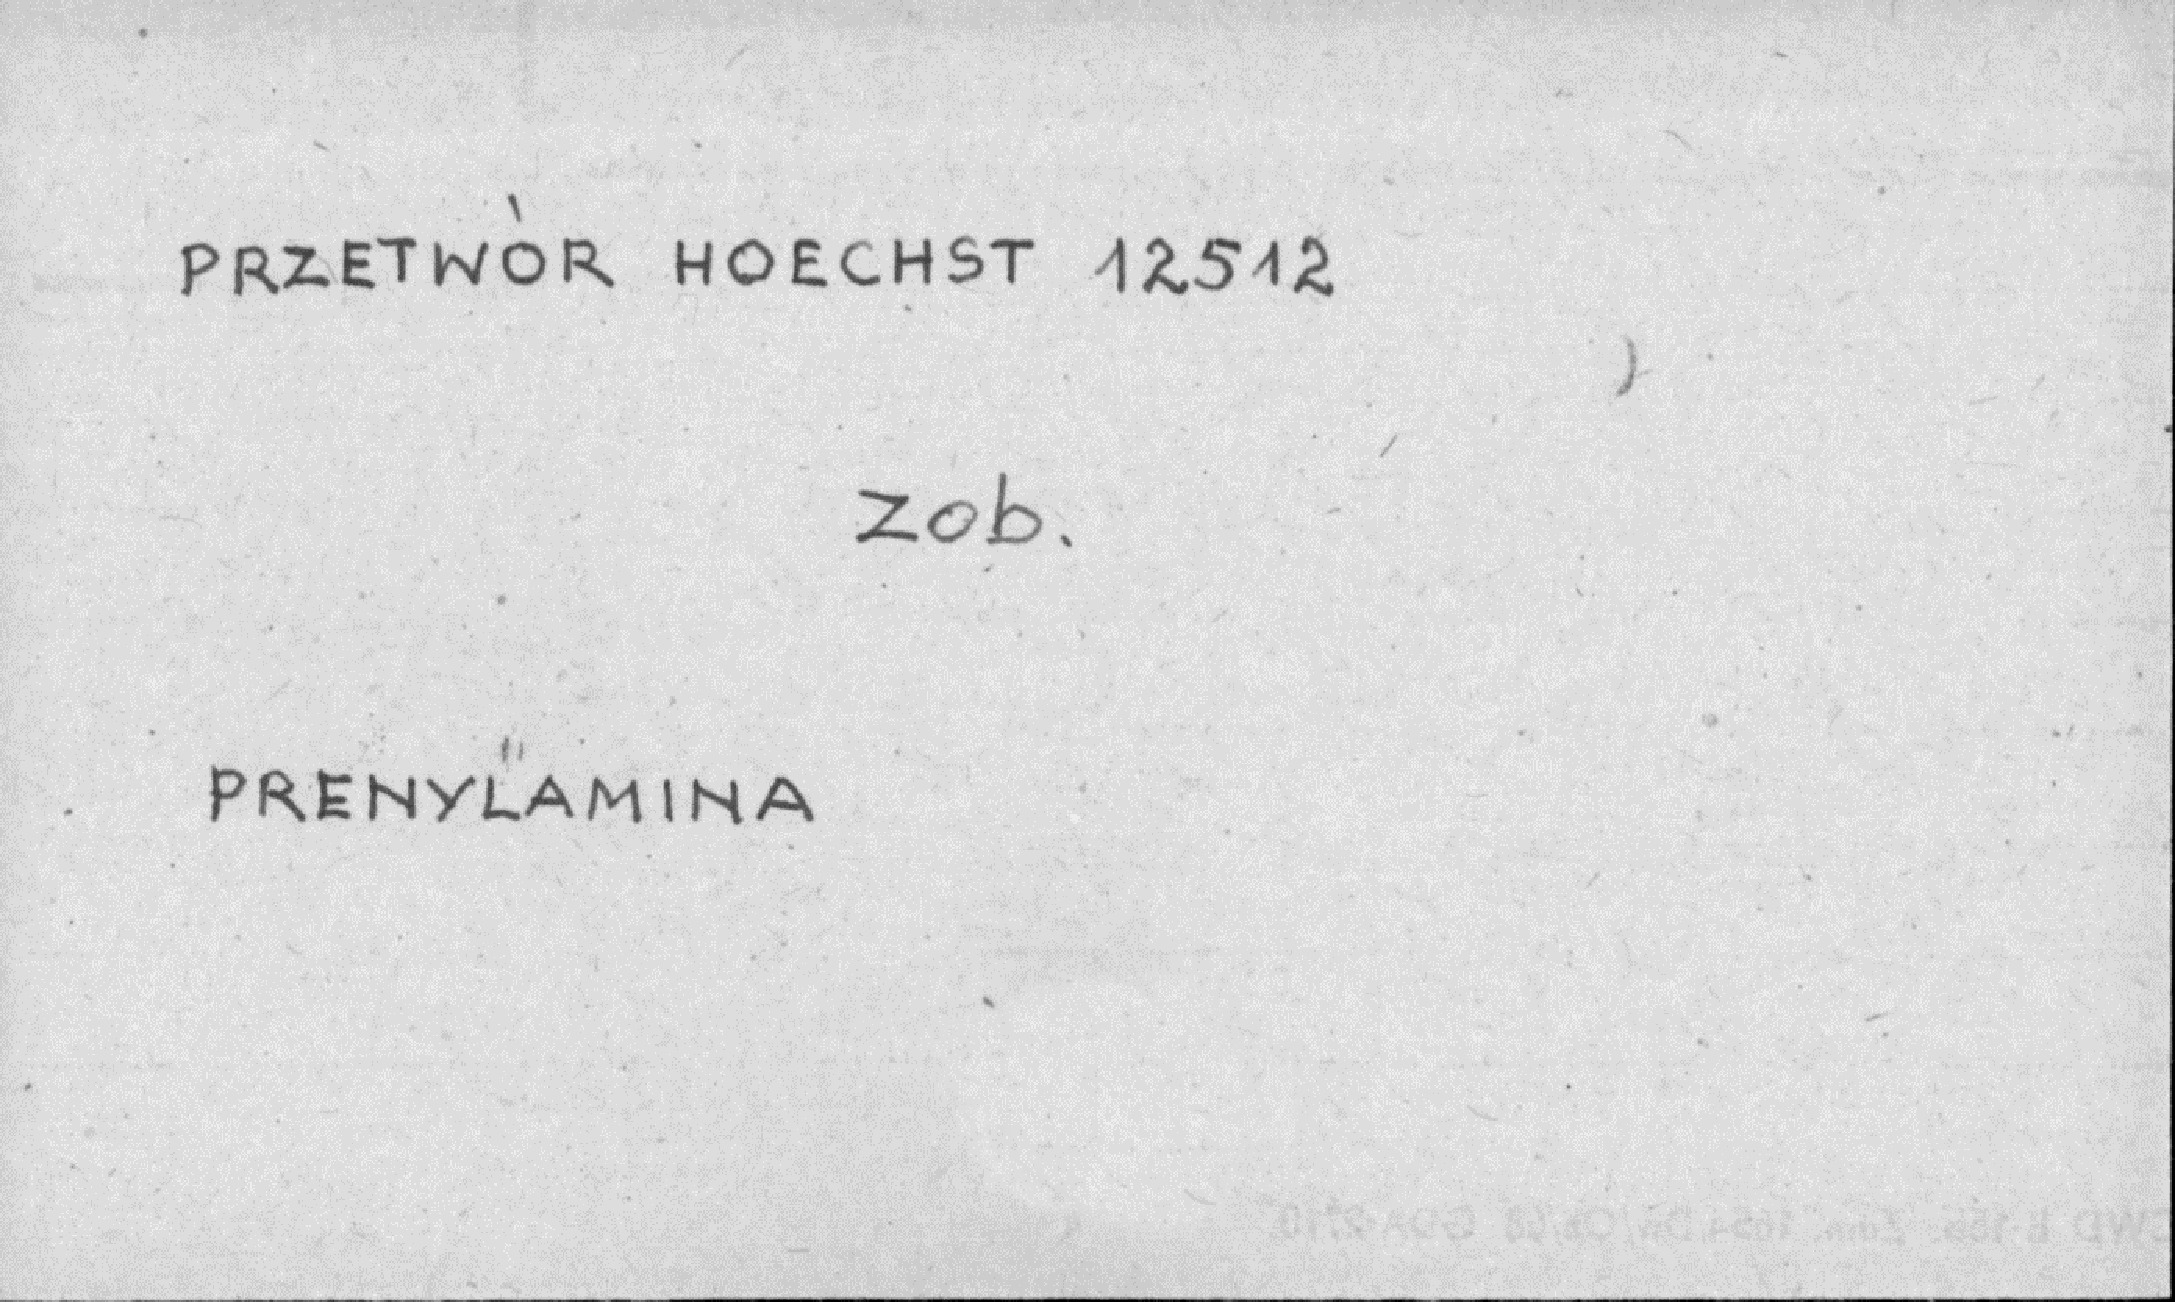 PRZETWÓR HOECHST 12512
zob.
PRENYLAMINA